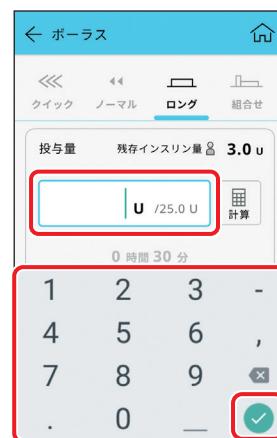 ← ボーラス
クイック ノーマル ロング 組合せ
投与量 残存インスリン量 3.0 U
U /25.0 U 計算
0 時間 30 分
1 2 3 -
4 5 6 ,
7 8 9
. 0 _